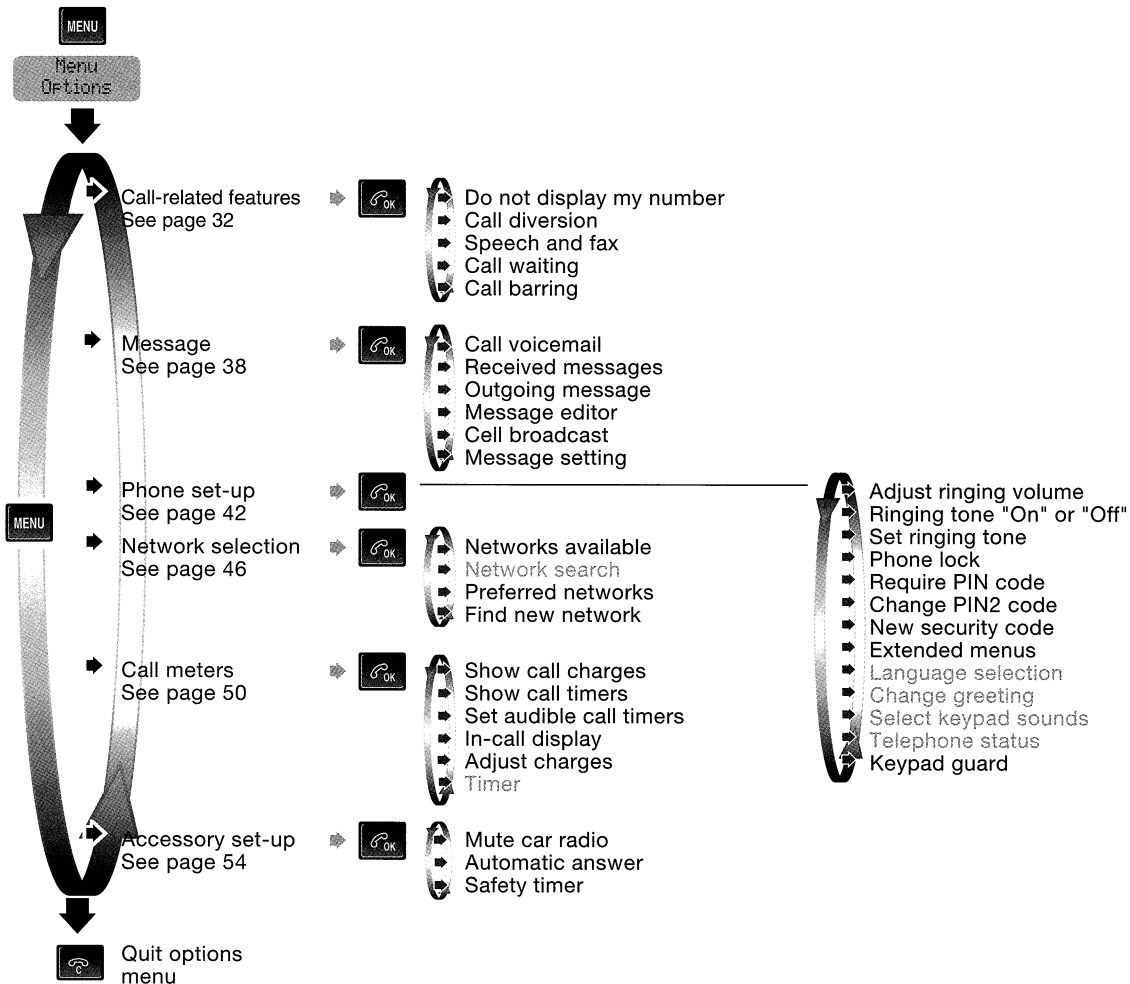 MENU
Menu
Options
Call-related features
See page 32
OK
Do not display my number
Call diversion
Speech and fax
Call waiting
Call barring
Message
See page 38
OK
Call voicemail
Received messages
Outgoing message
Message editor
Cell broadcast
Message setting
MENU
Phone set-up
See page 42
OK
Adjust ringing volume
Ringing tone "On" or "Off"
Set ringing tone
Phone lock
Require PIN code
Change PIN2 code
New security code
Extended menus
Language selection
Change greeting
Select keypad sounds
Telephone status
Keypad guard
Network selection
See page 46
OK
Networks available
Network search
Preferred networks
Find new network
Call meters
See page 50
OK
Show call charges
Show call timers
Set audible call timers
In-call display
Adjust charges
Timer
Accessory set-up
See page 54
OK
Mute car radio
Automatic answer
Safety timer
C
Quit options
menu